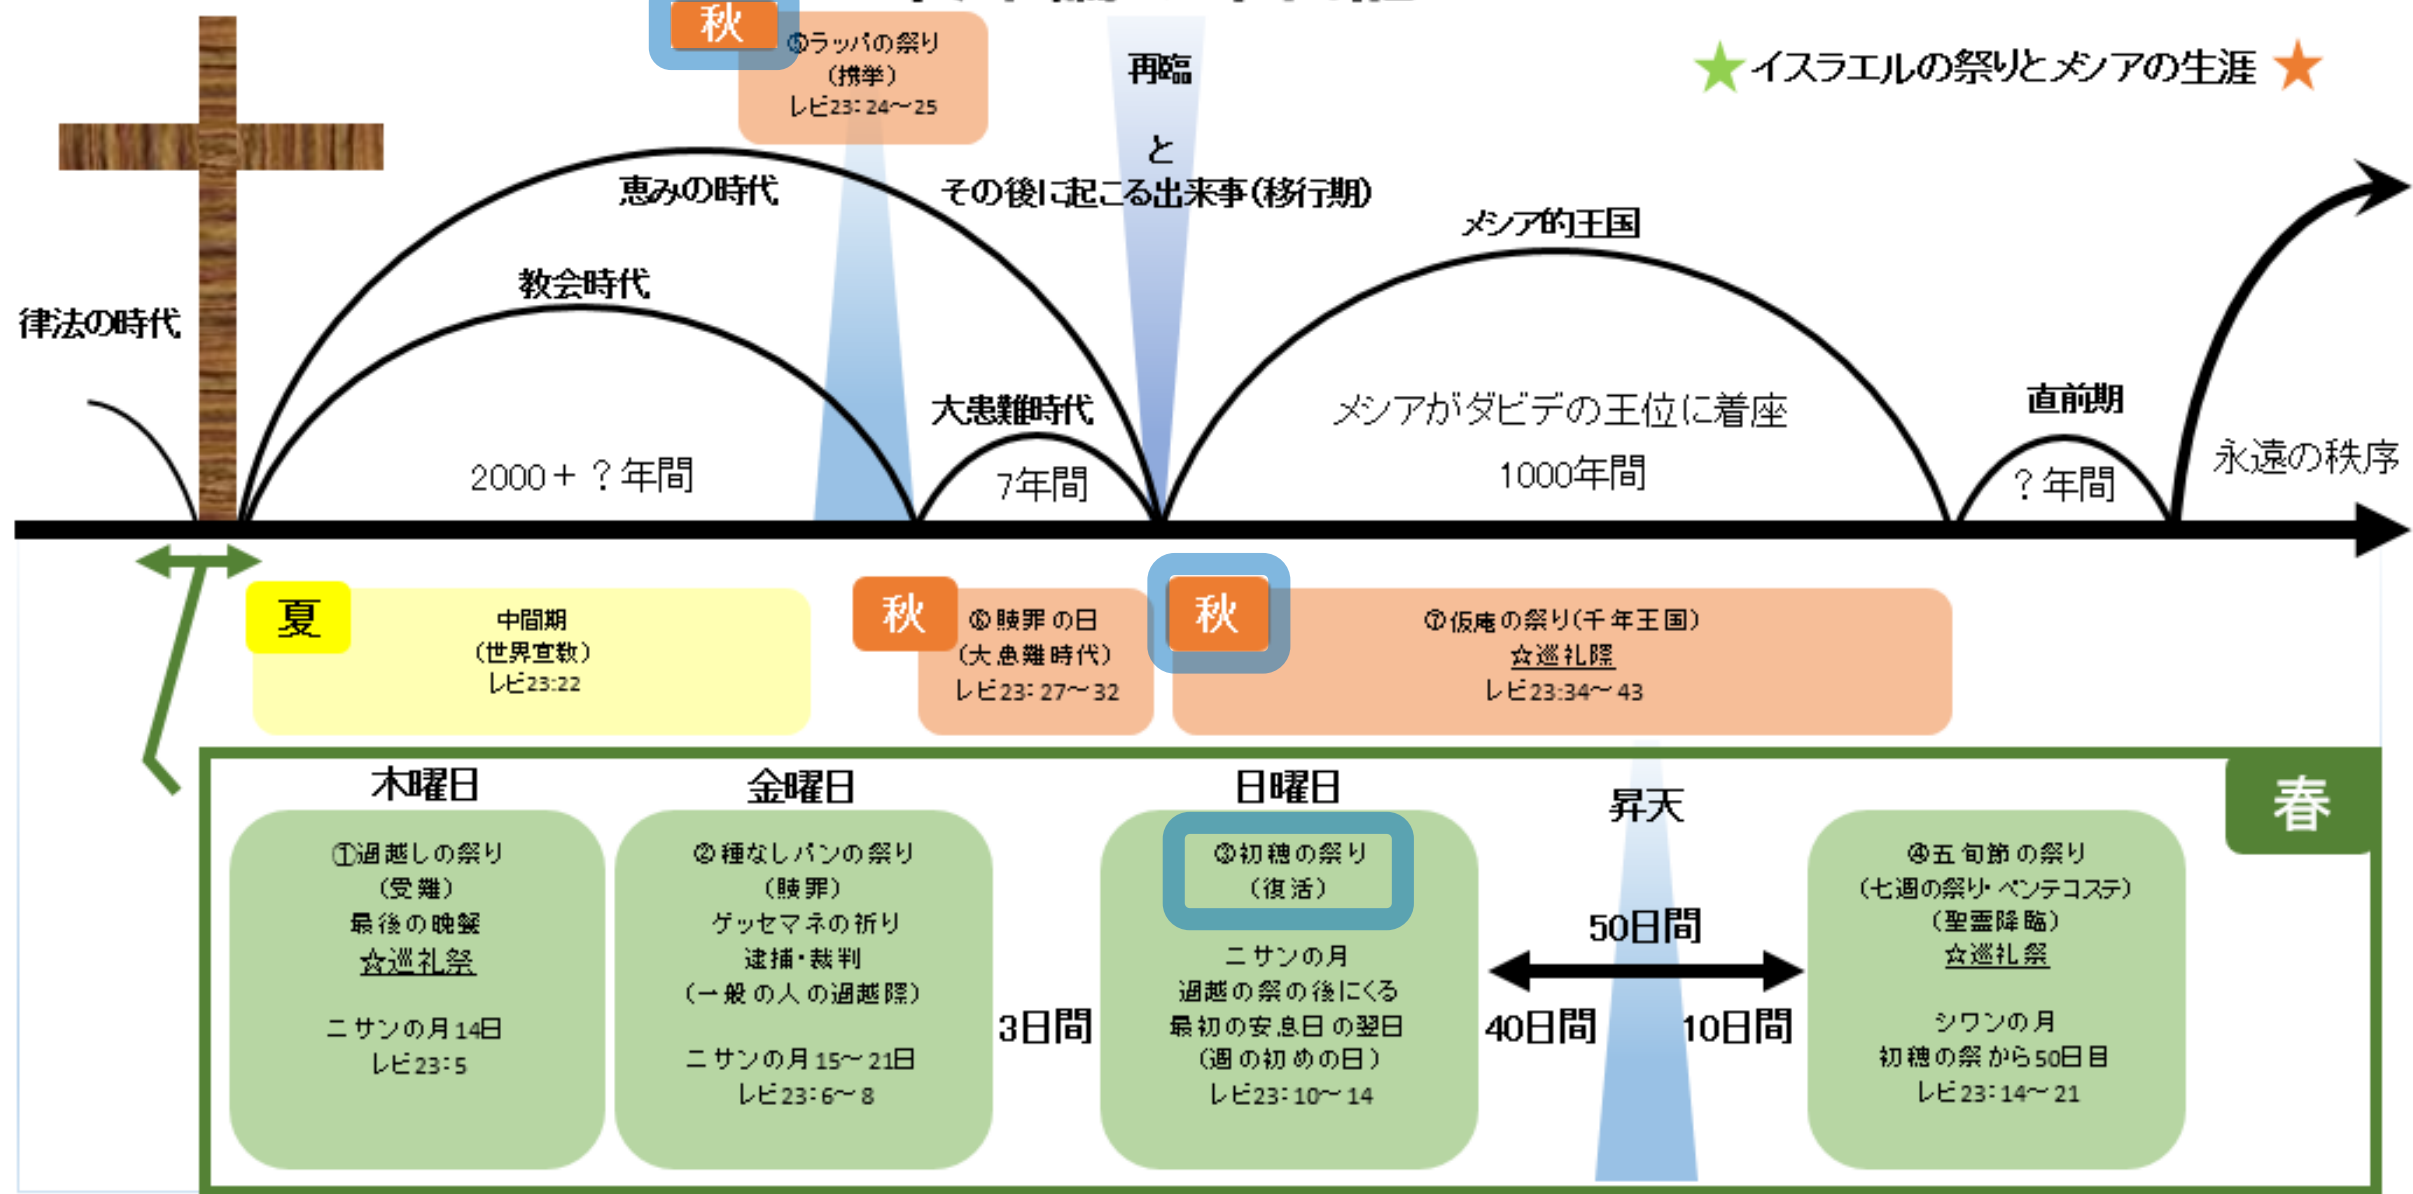 秋
⑤ラッパの祭り
(携挙)
レビ23:24～25
再臨
と
その後に起こる出来事(移行期)
★イスラエルの祭りとメシアの生涯★
恵みの時代
教会時代
律法の時代
メシア的王国
大患難時代
メシアがダビデの王位に着座
直前期
2000+？年間
7年間
1000年間
？年間
永遠の秩序
夏
中間期
(世界宣教)
レビ23:22
秋
⑥贖罪の日
(大患難時代)
レビ23:27～32
秋
⑦仮庵の祭り(千年王国)
☆巡礼際
レビ23:34～43
春
木曜日
①過越しの祭り
(受難)
最後の晩餐
☆巡礼祭
ニサンの月14日
レビ23:5
金曜日
②種なしパンの祭り
(贖罪)
ゲッセマネの祈り
逮捕・裁判
(一般の人の過越際)
ニサンの月15～21日
レビ23:6～8
3日間
日曜日
③初穂の祭り
(復活)
ニサンの月
過越の祭の後にくる
最初の安息日の翌日
(週の初めの日)
レビ23:10～14
昇天
50日間
40日間
10日間
④五旬節の祭り
(七週の祭り・ペンテコステ)
(聖霊降臨)
☆巡礼祭
シワンの月
初穂の祭から50日目
レビ23:14～21